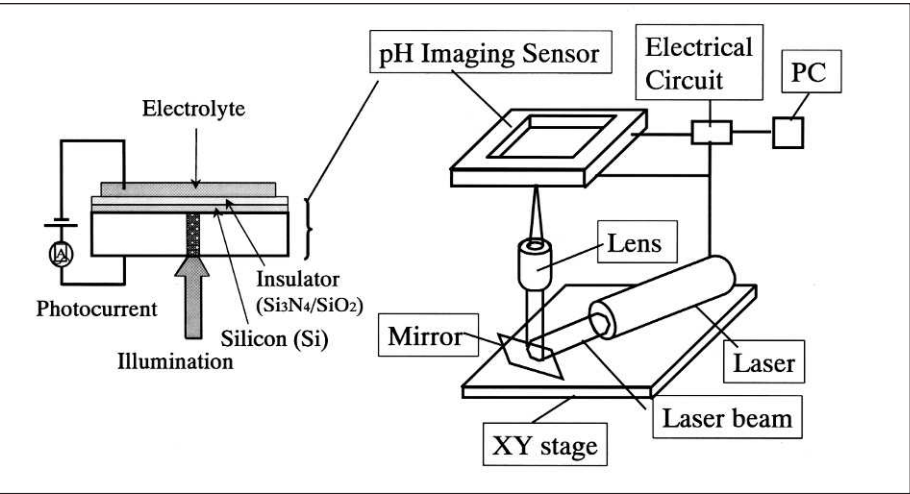 pH Imaging Sensor
Electrical
Circuit
PC
Electrolyte
Lens
Insulator
(Si3N4/SiO2)
Photocurrent
Silicon (Si)
Mirror
Illumination
Laser
Laser beam
XY stage